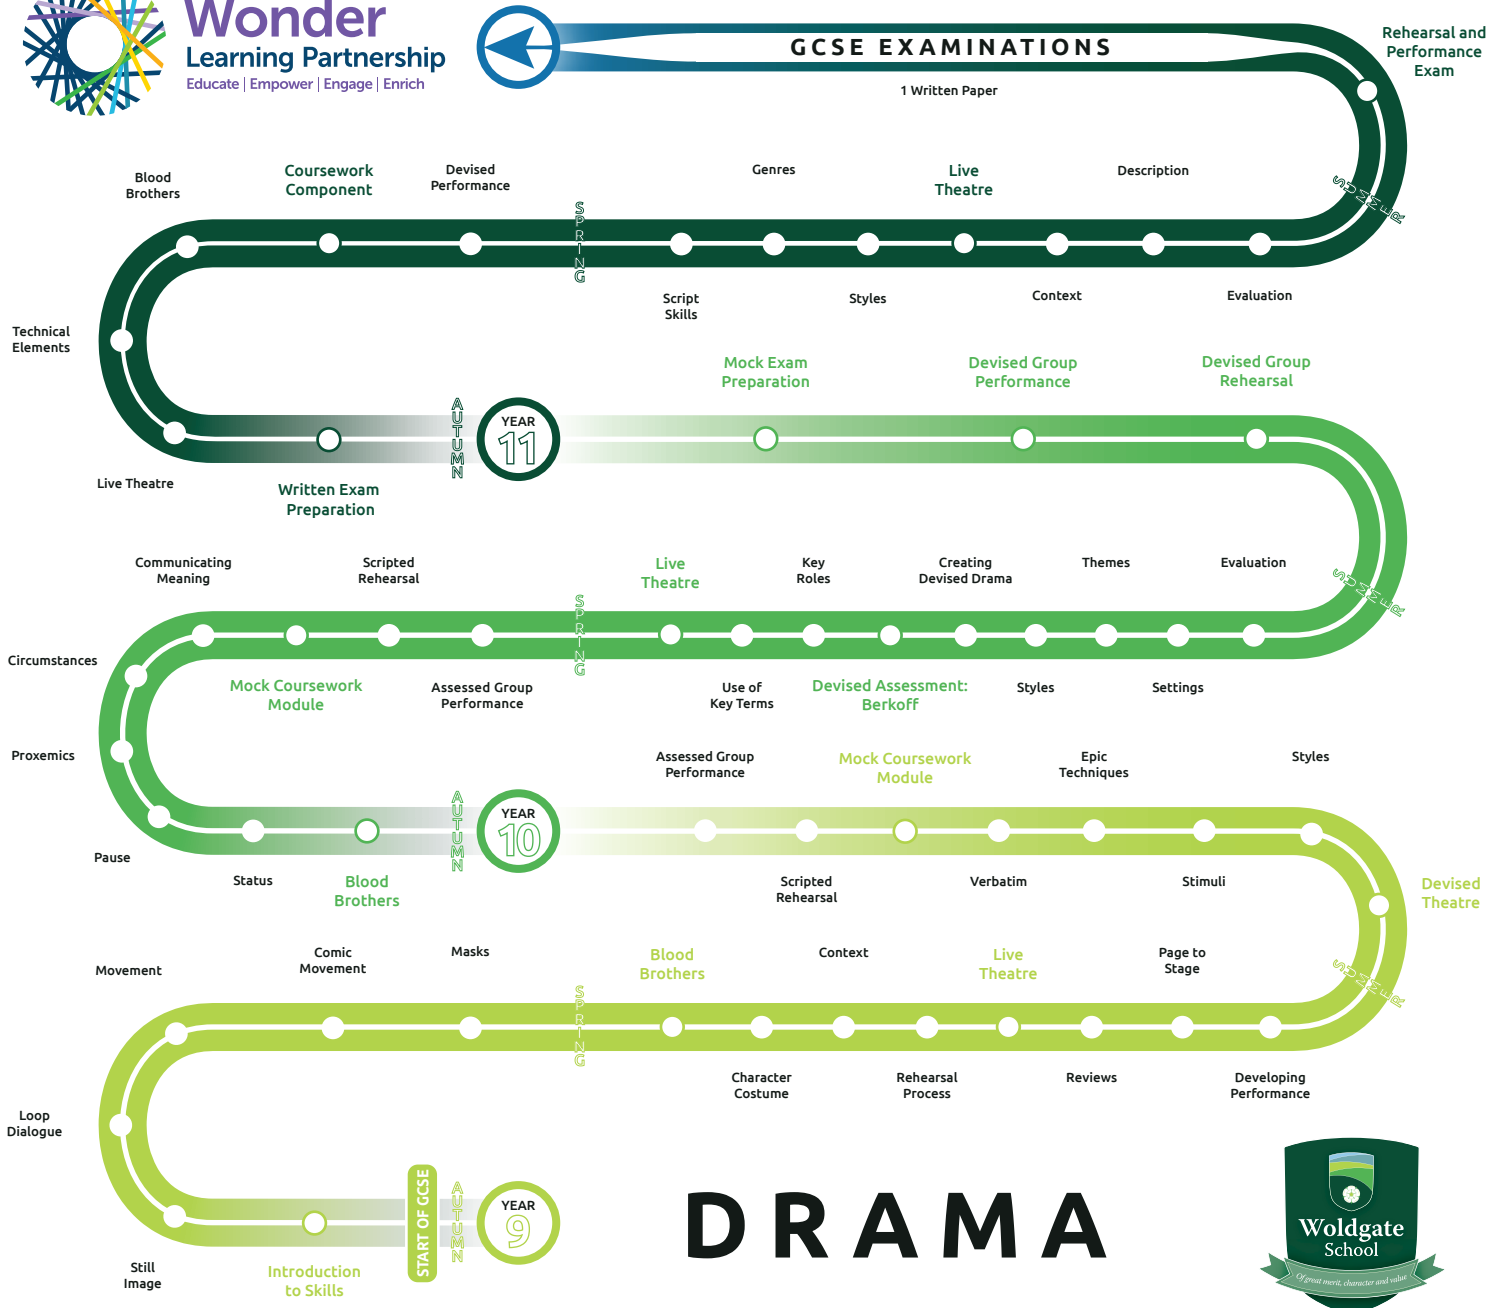 Wonder
Learning Partnership
Educate | Empower | Engage | Enrich
GCSE EXAMINATIONS
1 Written Paper
Rehearsal and
Performance
Exam
SUMMER
Blood
Brothers
Coursework
Component
Devised
Performance
SPRING
Genres
Live
Theatre
Description
Script
Skills
Styles
Context
Evaluation
Technical
Elements
Live Theatre
Written Exam
Preparation
AUTUMN
YEAR
11
Mock Exam
Preparation
Devised Group
Performance
Devised Group
Rehearsal
SUMMER
Communicating
Meaning
Scripted
Rehearsal
SPRING
Live
Theatre
Key
Roles
Creating
Devised Drama
Themes
Evaluation
Circumstances
Mock Coursework
Module
Assessed Group
Performance
Use of
Key Terms
Devised Assessment:
Berkoff
Styles
Settings
Proxemics
Pause
Status
Blood
Brothers
AUTUMN
YEAR
10
Assessed Group
Performance
Mock Coursework
Module
Epic
Techniques
Styles
Scripted
Rehearsal
Verbatim
Stimuli
Devised
Theatre
SUMMER
Movement
Comic
Movement
Masks
SPRING
Blood
Brothers
Context
Live
Theatre
Page to
Stage
Character
Costume
Rehearsal
Process
Reviews
Developing
Performance
Loop
Dialogue
Still
Image
Introduction
to Skills
START OF GCSE
AUTUMN
YEAR
9
DRAMA
Woldgate
School
Of great merit, character and value